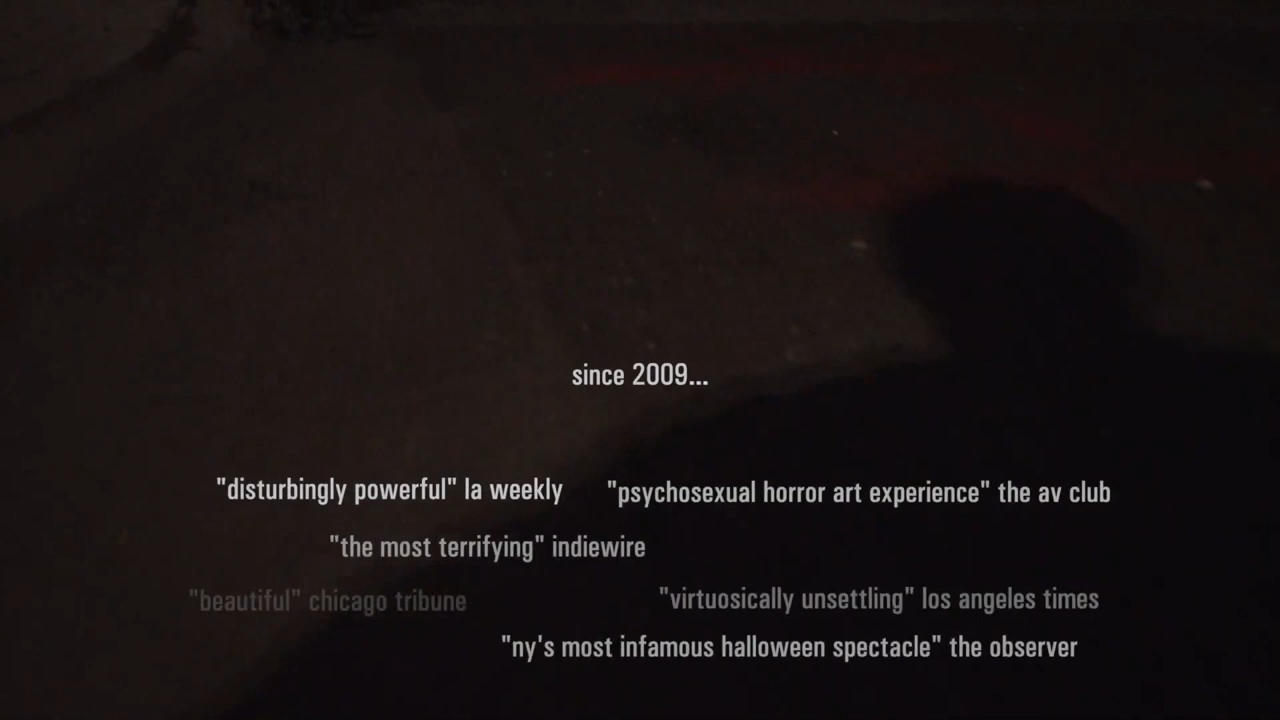 since 2009...
"disturbingly powerful" la weekly
"psychosexual horror art experience" the av club
"the most terrifying" indiewire
"beautiful" chicago tribune
"virtuosically unsettling" los angeles times
"ny's most infamous halloween spectacle" the observer